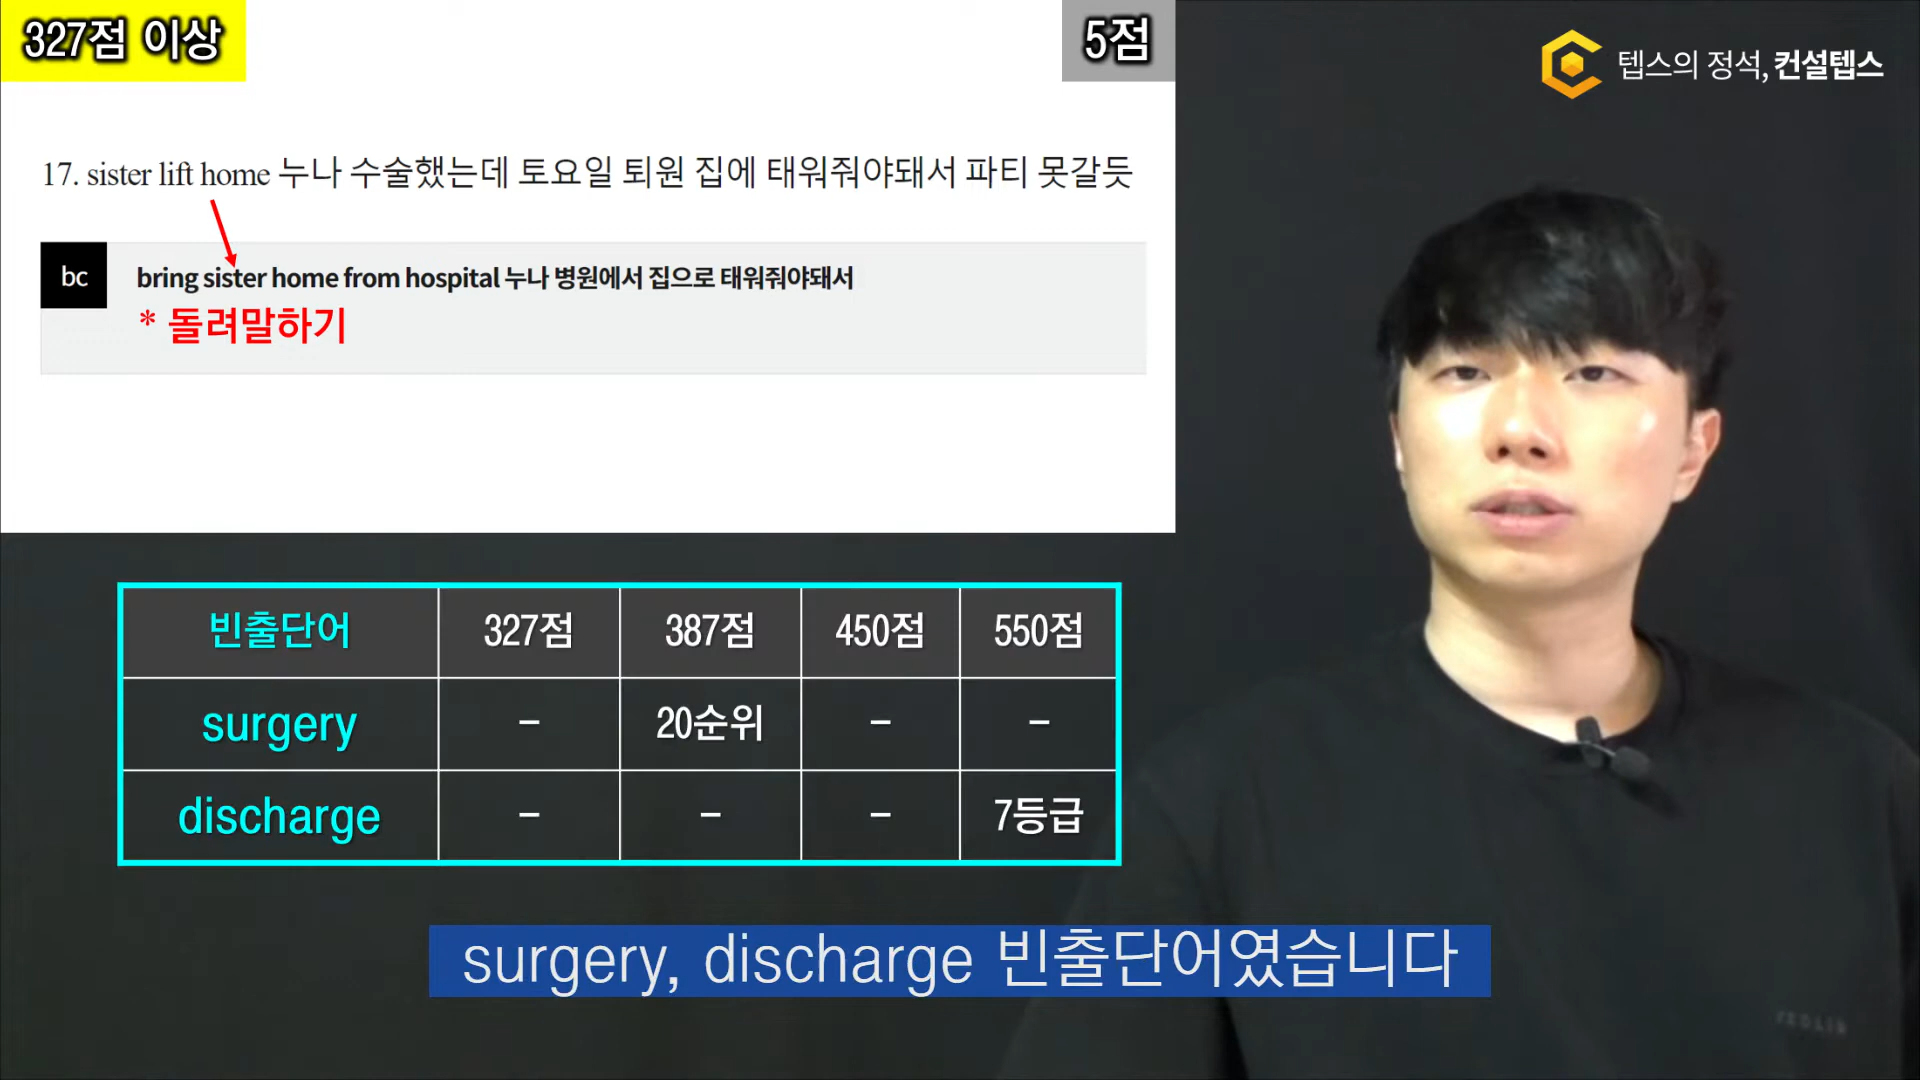 327점 이상
5점
텝스의 정석, 컨설텝스
17. sister lift home 누나 수술했는데 토요일 퇴원 집에 태워줘야돼서 파티 못갈듯
bc
bring sister home from hospital 누나 병원에서 집으로 태워줘야돼서
* 돌려말하기
빈출단어 327점 387점 450점 550점
surgery – 20순위 – –
discharge – – – 7등급
surgery, discharge 빈출단어였습니다